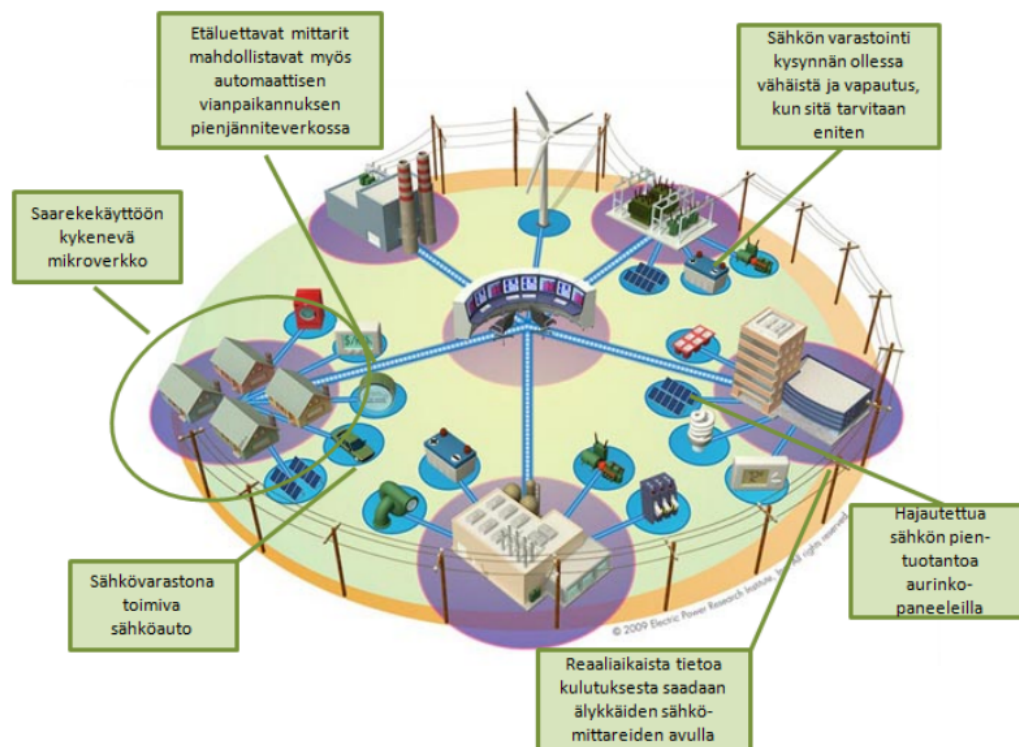 Etäluettavat mittarit
mahdollistavat myös
automaattisen
vianpaikannuksen
pienjänniteverkossa
Sähkön varastointi
kysynnän ollessa
vähäistä ja vapautus,
kun sitä tarvitaan
eniten
Saarekekäyttöön
kykenevä
mikroverkko
Sähkövarastona
toimiva
sähköauto
Hajautettua
sähkön pien-
tuotantoa
aurinko-
paneeleilla
Reaaliaikaista tietoa
kulutuksesta saadaan
älykkäiden sähkö-
mittareiden avulla
© 2009 Electric Power Research Institute, Inc. All rights reserved